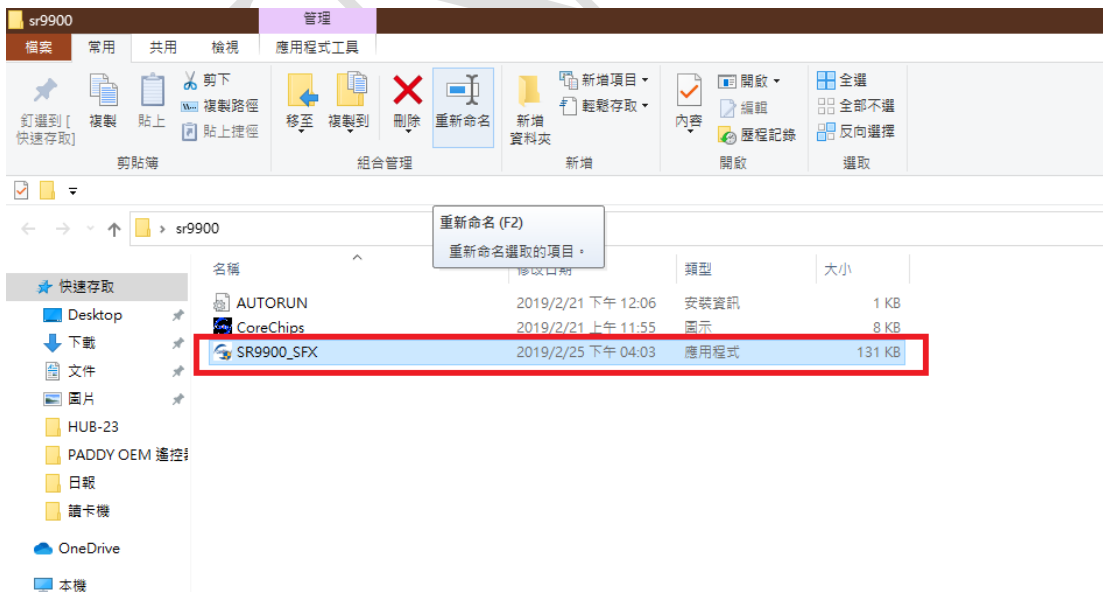 sr9900
管理
檔案 常用 共用 檢視 應用程式工具
釘選到 [
快速存取]
複製
貼上
剪下
複製路徑
貼上捷徑
剪貼簿
移至
複製到
刪除
重新命名
組合管理
新增
資料夾
新增項目
輕鬆存取
新增
內容
開啟
編輯
歷程記錄
開啟
全選
全部不選
反向選擇
選取
sr9900
重新命名 (F2)
重新命名選取的項目。
名稱 修改日期 類型 大小
AUTORUN 2019/2/21 下午 12:06 安裝資訊 1 KB
CoreChips 2019/2/21 上午 11:55 圖示 8 KB
SR9900_SFX 2019/2/25 下午 04:03 應用程式 131 KB
快速存取
Desktop
下載
文件
圖片
HUB-23
PADDY OEM 遙控器
日報
讀卡機
OneDrive
本機